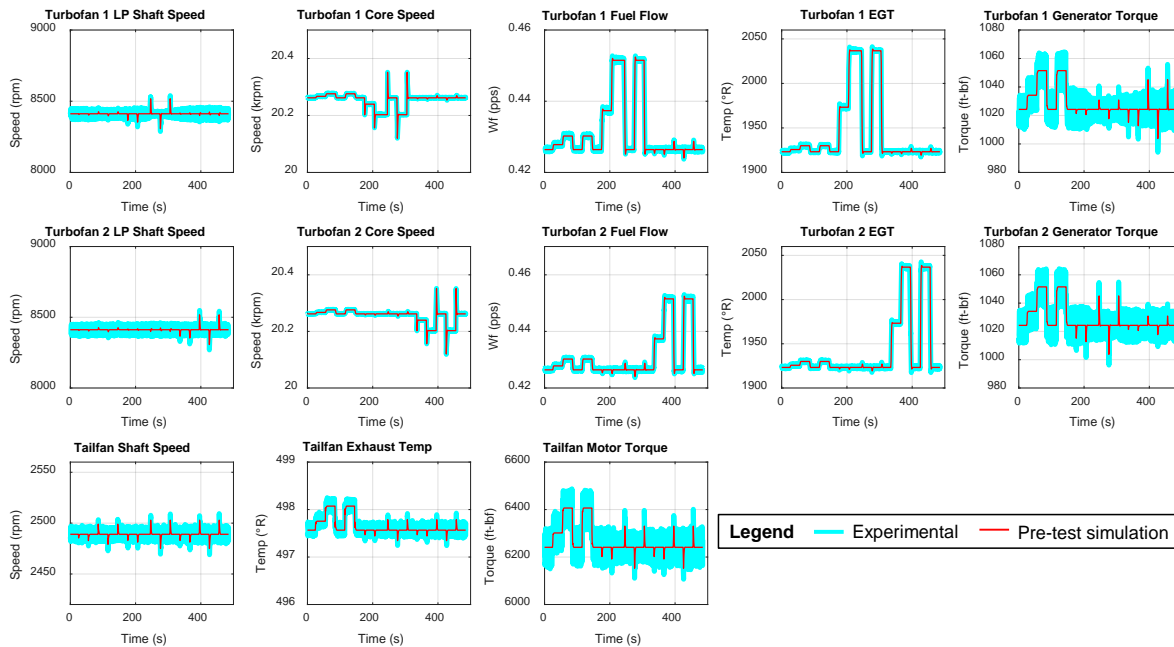 Turbofan 1 LP Shaft Speed
9000
8500
8000
Speed (rpm)
0 200 400
Time (s)
Turbofan 1 Core Speed
20.4
20.2
20
Speed (krpm)
0 200 400
Time (s)
Turbofan 1 Fuel Flow
0.46
0.44
0.42
Wf (pps)
0 200 400
Time (s)
Turbofan 1 EGT
2050
2000
1950
1900
Temp (°R)
0 200 400
Time (s)
Turbofan 1 Generator Torque
1080
1060
1040
1020
1000
980
Torque (ft-lbf)
0 200 400
Time (s)
Turbofan 2 LP Shaft Speed
9000
8500
8000
Speed (rpm)
0 200 400
Time (s)
Turbofan 2 Core Speed
20.4
20.2
20
Speed (krpm)
0 200 400
Time (s)
Turbofan 2 Fuel Flow
0.46
0.44
0.42
Wf (pps)
0 200 400
Time (s)
Turbofan 2 EGT
2050
2000
1950
1900
Temp (°R)
0 200 400
Time (s)
Turbofan 2 Generator Torque
1080
1060
1040
1020
1000
980
Torque (ft-lbf)
0 200 400
Time (s)
Tailfan Shaft Speed
2550
2500
2450
Speed (rpm)
0 200 400
Time (s)
Tailfan Exhaust Temp
499
498
497
496
Temp (°R)
0 200 400
Time (s)
Tailfan Motor Torque
6600
6400
6200
6000
Torque (ft-lbf)
0 200 400
Time (s)
Legend Experimental Pre-test simulation